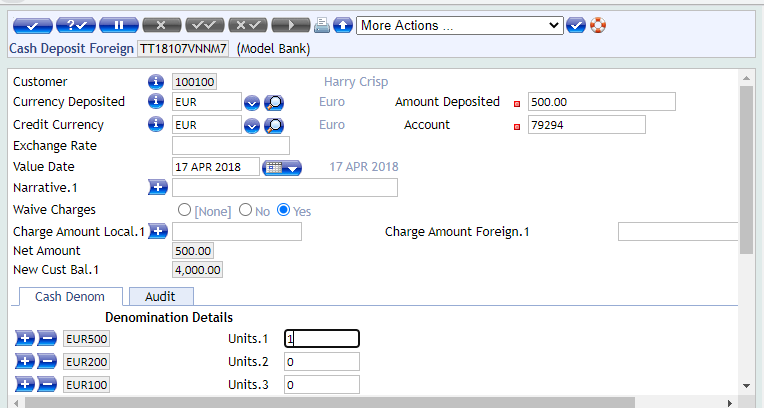 More Actions ...
Cash Deposit Foreign TT18107VNNM7 (Model Bank)
Customer 100100 Harry Crisp
Currency Deposited EUR Euro Amount Deposited 500.00
Credit Currency EUR Euro Account 79294
Exchange Rate
Value Date 17 APR 2018 17 APR 2018
Narrative.1
Waive Charges [None] No Yes
Charge Amount Local.1 Charge Amount Foreign.1
Net Amount 500.00
New Cust Bal.1 4,000.00
Cash Denom Audit
Denomination Details
EUR500 Units.1 1
EUR200 Units.2 0
EUR100 Units.3 0